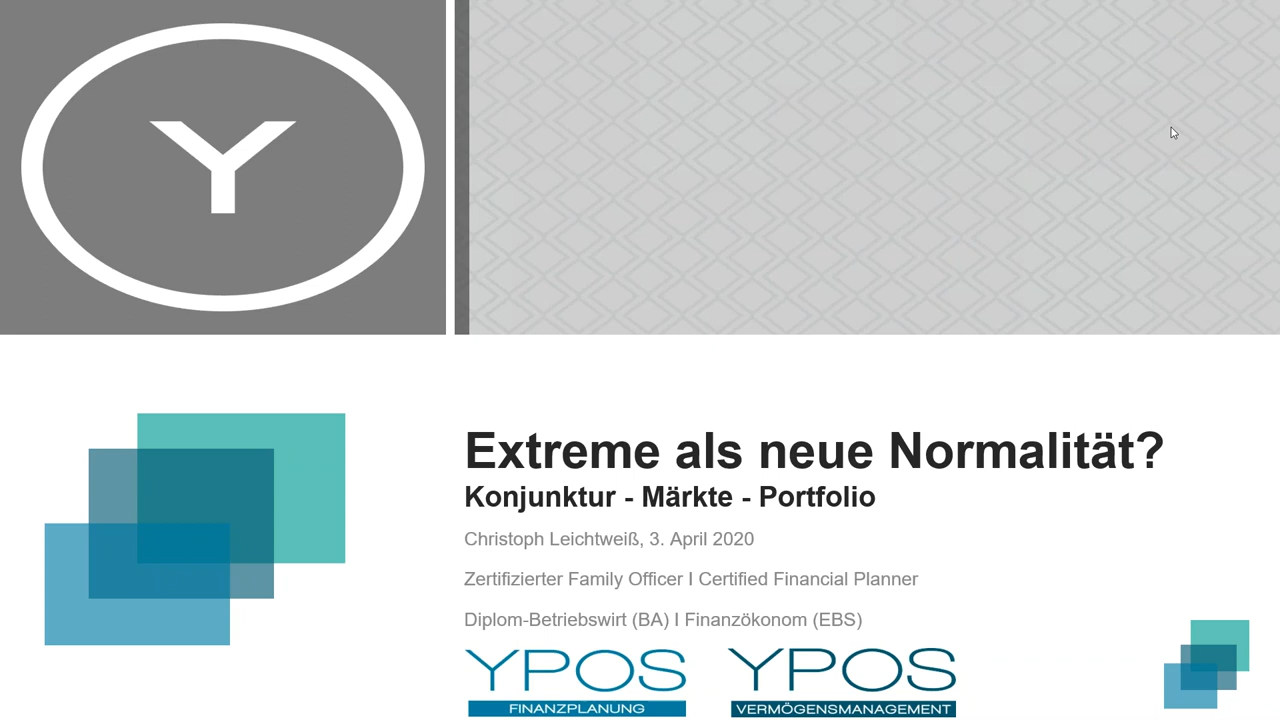 Y
Extreme als neue Normalität?
Konjunktur - Märkte - Portfolio
Christoph Leichtweiß, 3. April 2020
Zertifizierter Family Officer I Certified Financial Planner
Diplom-Betriebswirt (BA) I Finanzökonom (EBS)
YPOS YPOS
FINANZPLANUNG VERMÖGENSMANAGEMENT